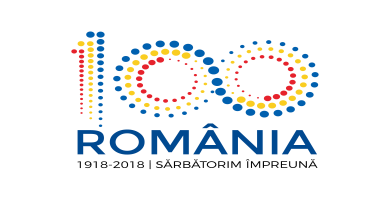 100
ROMÂNIA
1918-2018 | SĂRBĂTORIM ÎMPREUNĂ